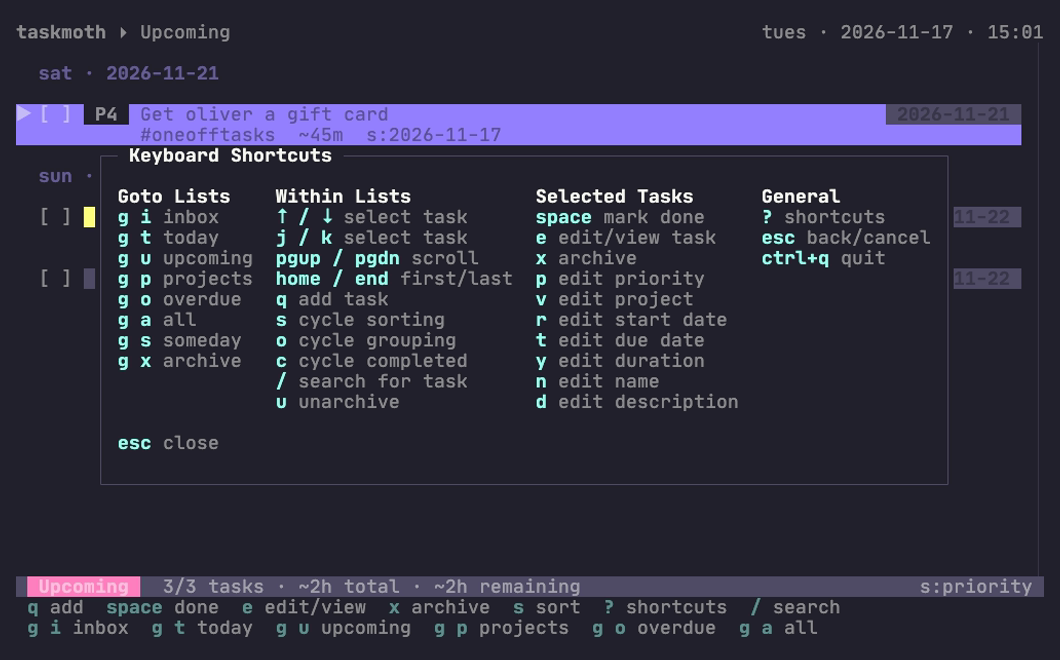 taskmoth ▸ Upcoming tues · 2026-11-17 · 15:01
sat · 2026-11-21
▶ [ ] P4 Get oliver a gift card 2026-11-21
#oneofftasks ~45m s:2026-11-17
Keyboard Shortcuts
sun ·
Goto Lists Within Lists Selected Tasks General
[ ] g i inbox ↑ / ↓ select task space mark done ? shortcuts 11-22
g t today j / k select task e edit/view task esc back/cancel
g u upcoming pgup / pgdn scroll x archive ctrl+q quit
[ ] g p projects home / end first/last p edit priority 11-22
g o overdue q add task v edit project
g a all s cycle sorting r edit start date
g s someday o cycle grouping t edit due date
g x archive c cycle completed y edit duration
/ search for task n edit name
u unarchive d edit description
esc close
Upcoming 3/3 tasks · ~2h total · ~2h remaining s:priority
q add space done e edit/view x archive s sort ? shortcuts / search
g i inbox g t today g u upcoming g p projects g o overdue g a all